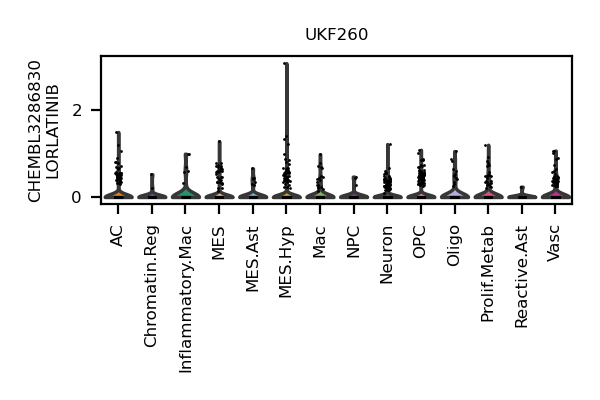 UKF260
CHEMBL3286830
LORLATINIB
2
0
AC
Chromatin.Reg
Inflammatory.Mac
MES
MES.Ast
MES.Hyp
Mac
NPC
Neuron
OPC
Oligo
Prolif.Metab
Reactive.Ast
Vasc